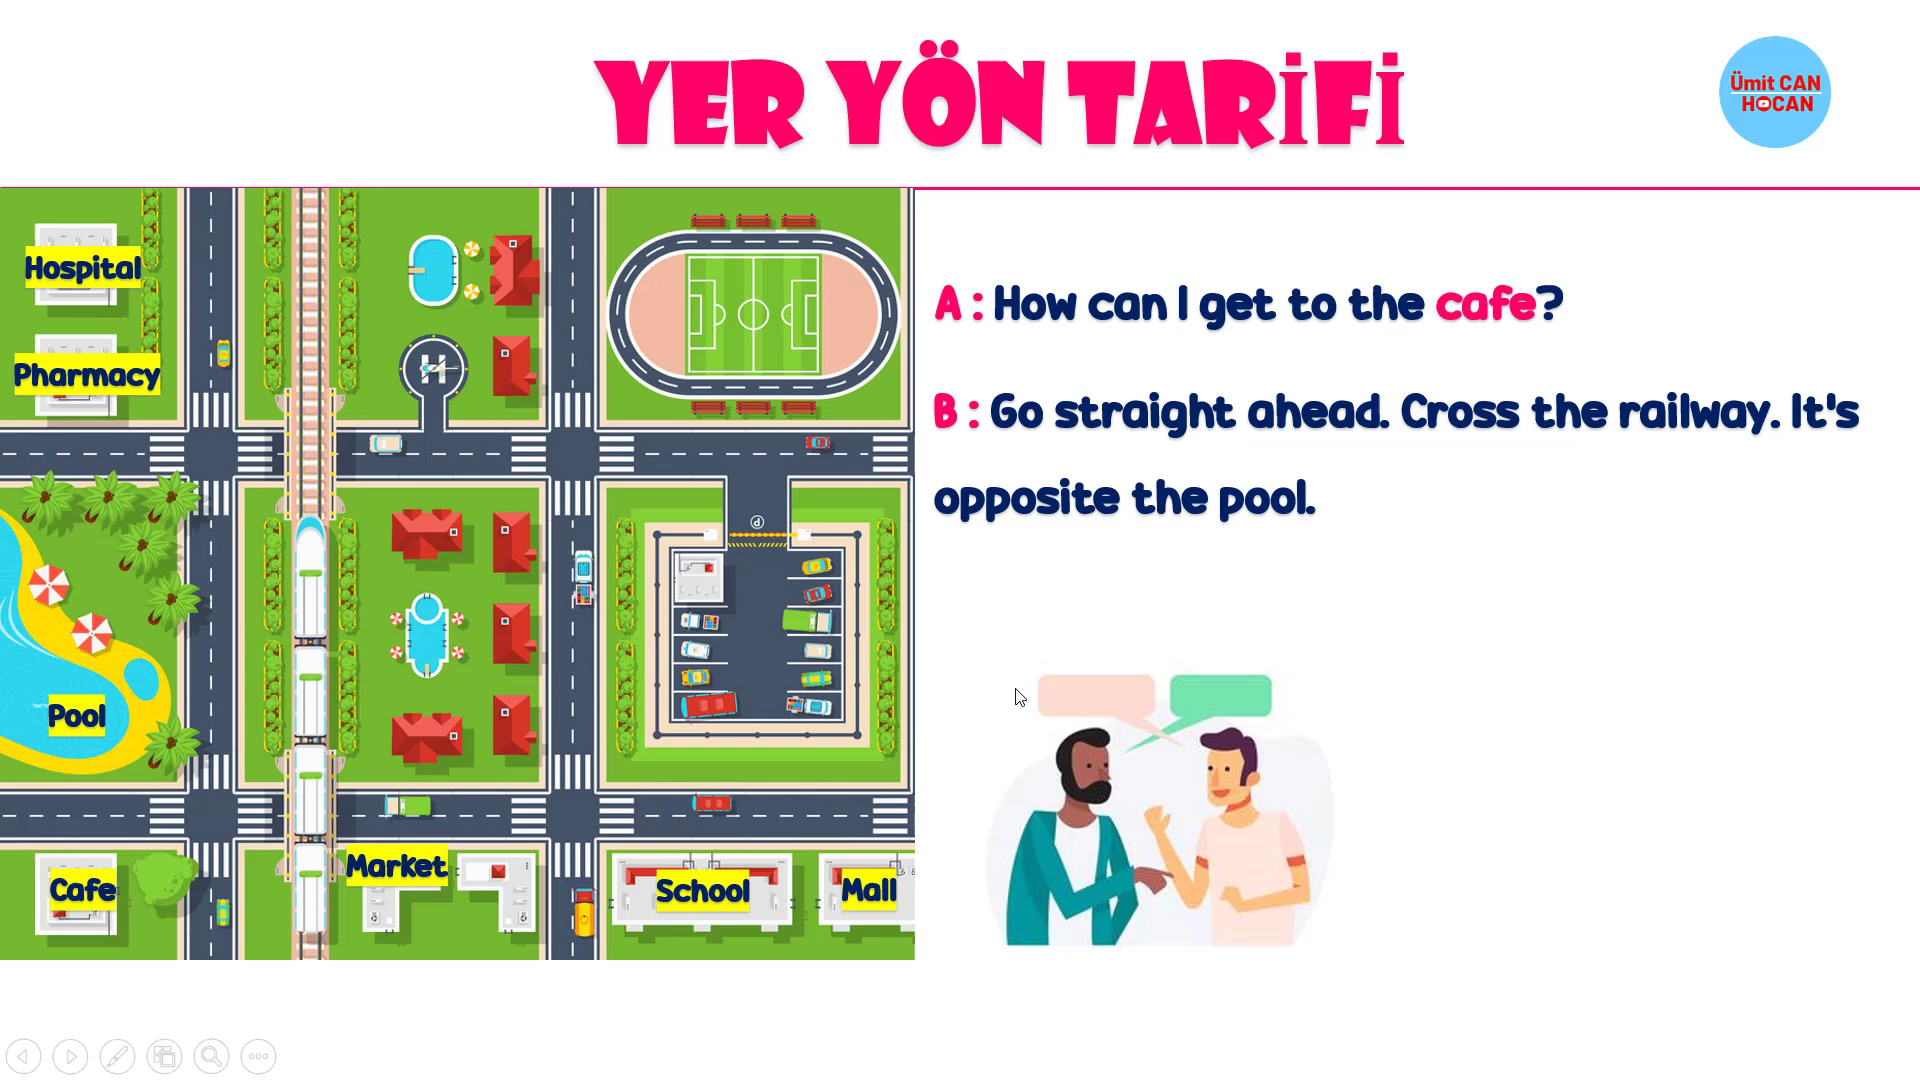 YER YÖN TARİFİ
Ümit CAN
HOCAN
Hospital
Pharmacy
H
P
Pool
Cafe
Market
School
Mall
A : How can I get to the cafe?
B : Go straight ahead. Cross the railway. It's
opposite the pool.